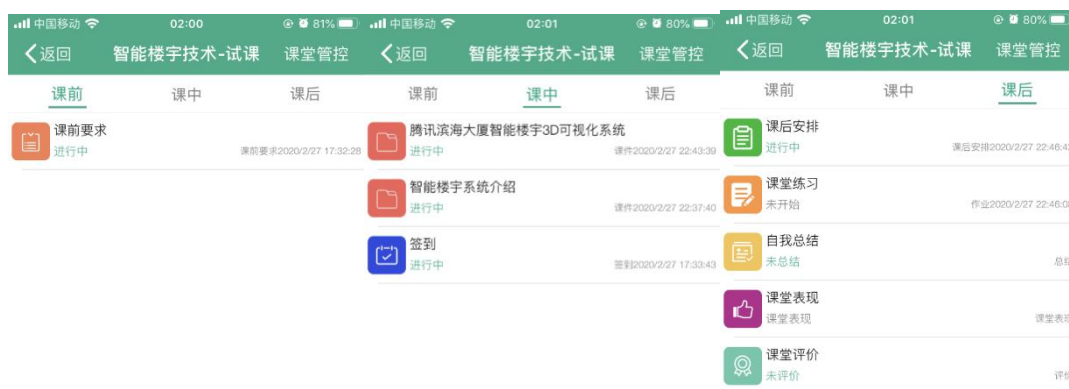 中国移动 02:00 81%
返回 智能楼宇技术-试课 课堂管控
课前 课中 课后
课前要求
进行中 课前要求2020/2/27 17:32:28
中国移动 02:01 80%
返回 智能楼宇技术-试课 课堂管控
课前 课中 课后
腾讯滨海大厦智能楼宇3D可视化系统
进行中 课件2020/2/27 22:43:39
智能楼宇系统介绍
进行中 课件2020/2/27 22:37:40
签到
进行中 签到2020/2/27 17:33:43
中国移动 02:01 80%
返回 智能楼宇技术-试课 课堂管控
课前 课中 课后
课后安排
进行中 课后安排2020/2/27 22:46:4
课堂练习
未开始 作业2020/2/27 22:46:0
自我总结
未总结 总结
课堂表现
课堂表现 课堂表现
课堂评价
未评价 评价